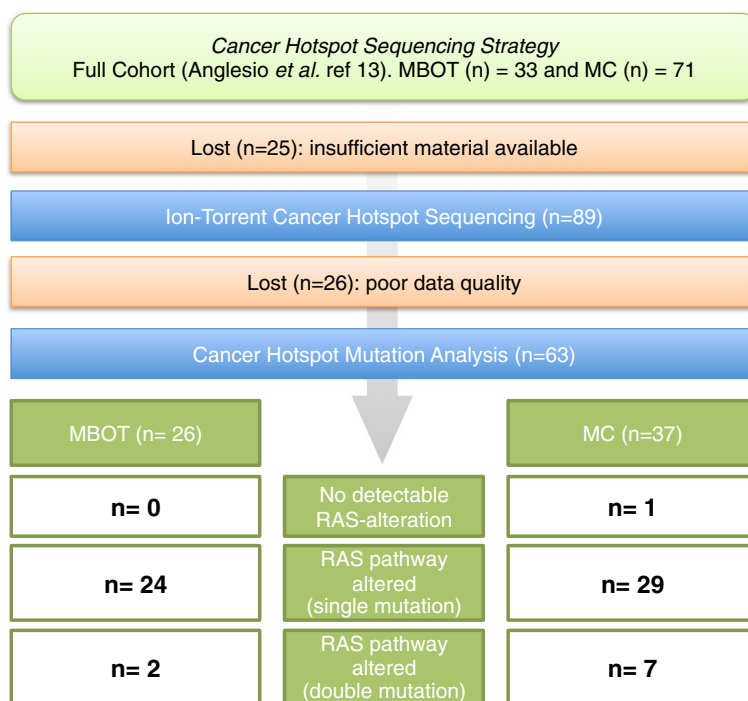 Cancer Hotspot Sequencing Strategy
Full Cohort (Anglesio et al. ref 13). MBOT (n) = 33 and MC (n) = 71
Lost (n=25): insufficient material available
Ion-Torrent Cancer Hotspot Sequencing (n=89)
Lost (n=26): poor data quality
Cancer Hotspot Mutation Analysis (n=63)
MBOT (n= 26)
MC (n=37)
n= 0
No detectable
RAS-alteration
n= 1
n= 24
RAS pathway
altered
(single mutation)
n= 29
n= 2
RAS pathway
altered
(double mutation)
n= 7